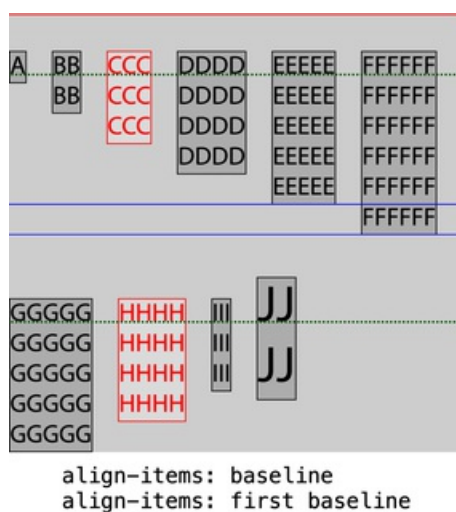 A BB CCC DDDD EEEEE FFFFFF
BB CCC DDDD EEEEE FFFFFF
CCC DDDD EEEEE FFFFFF
DDDD EEEEE FFFFFF
EEEEE FFFFFF
FFFFFF
GGGGG HHHH III JJ
GGGGG HHHH III JJ
GGGGG HHHH III
GGGGG HHHH
GGGGG
align-items: baseline
align-items: first baseline